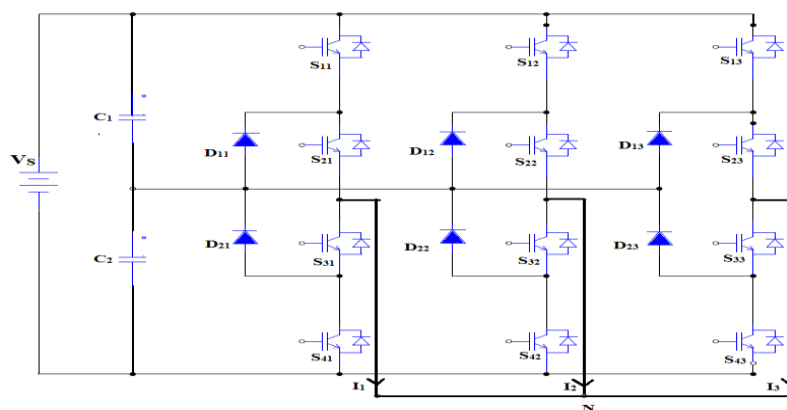 S11
S12
S13
C1
D11
S21
D12
S22
D13
S23
VS
C2
D21
S31
D22
S32
D23
S33
S41
S42
S43
I1
I2
I3
N